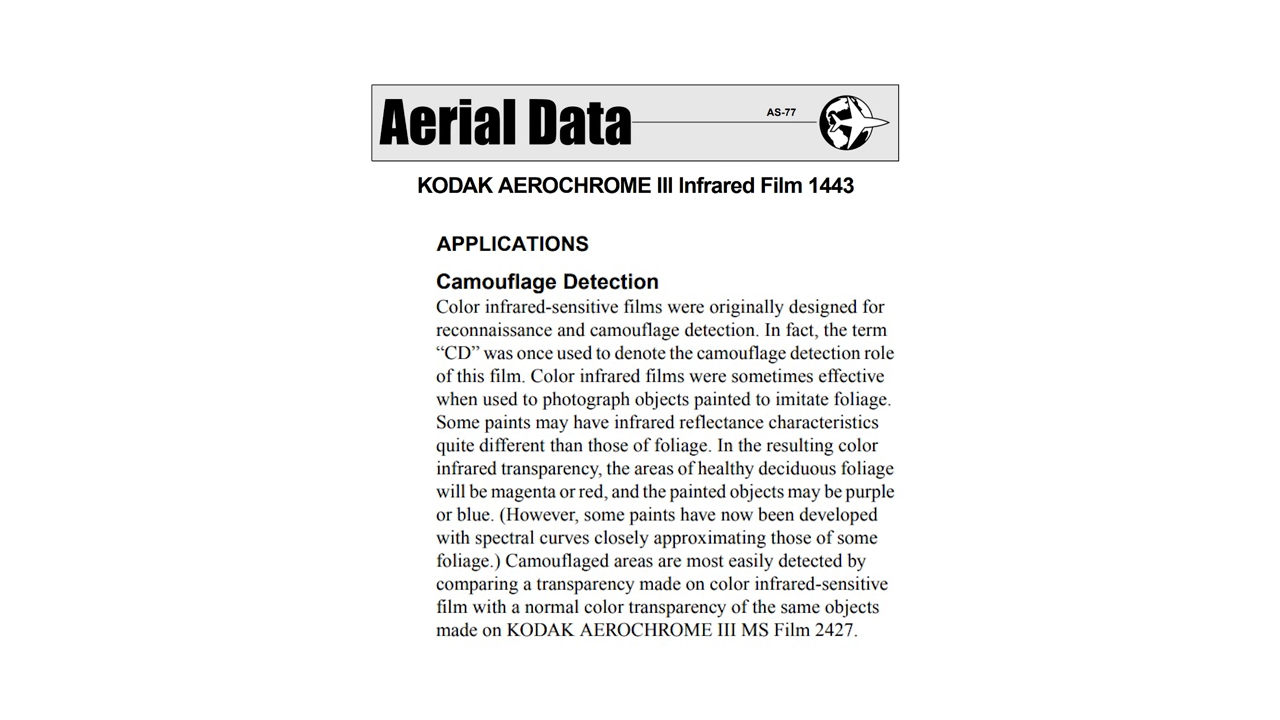 Aerial Data
AS-77
KODAK AEROCHROME III Infrared Film 1443
APPLICATIONS
Camouflage Detection
Color infrared-sensitive films were originally designed for
reconnaissance and camouflage detection. In fact, the term
“CD” was once used to denote the camouflage detection role
of this film. Color infrared films were sometimes effective
when used to photograph objects painted to imitate foliage.
Some paints may have infrared reflectance characteristics
quite different than those of foliage. In the resulting color
infrared transparency, the areas of healthy deciduous foliage
will be magenta or red, and the painted objects may be purple
or blue. (However, some paints have now been developed
with spectral curves closely approximating those of some
foliage.) Camouflaged areas are most easily detected by
comparing a transparency made on color infrared-sensitive
film with a normal color transparency of the same objects
made on KODAK AEROCHROME III MS Film 2427.